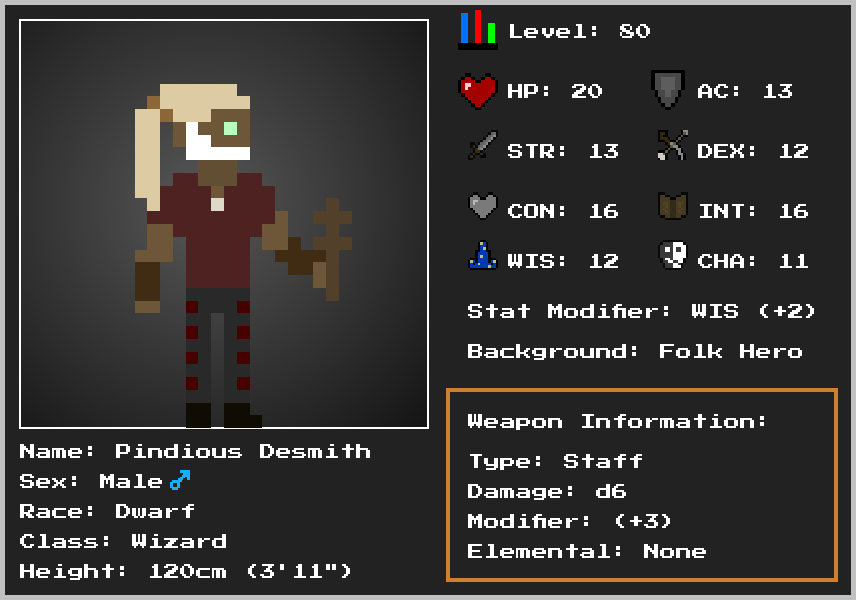 Level: 80
HP: 20 AC: 13
STR: 13 DEX: 12
CON: 16 INT: 16
WIS: 12 CHA: 11
Stat Modifier: WIS (+2)
Background: Folk Hero
Weapon Information:
Type: Staff
Damage: d6
Modifier: (+3)
Elemental: None
Name: Pindious Desmith
Sex: Male♂
Race: Dwarf
Class: Wizard
Height: 120cm (3'11")